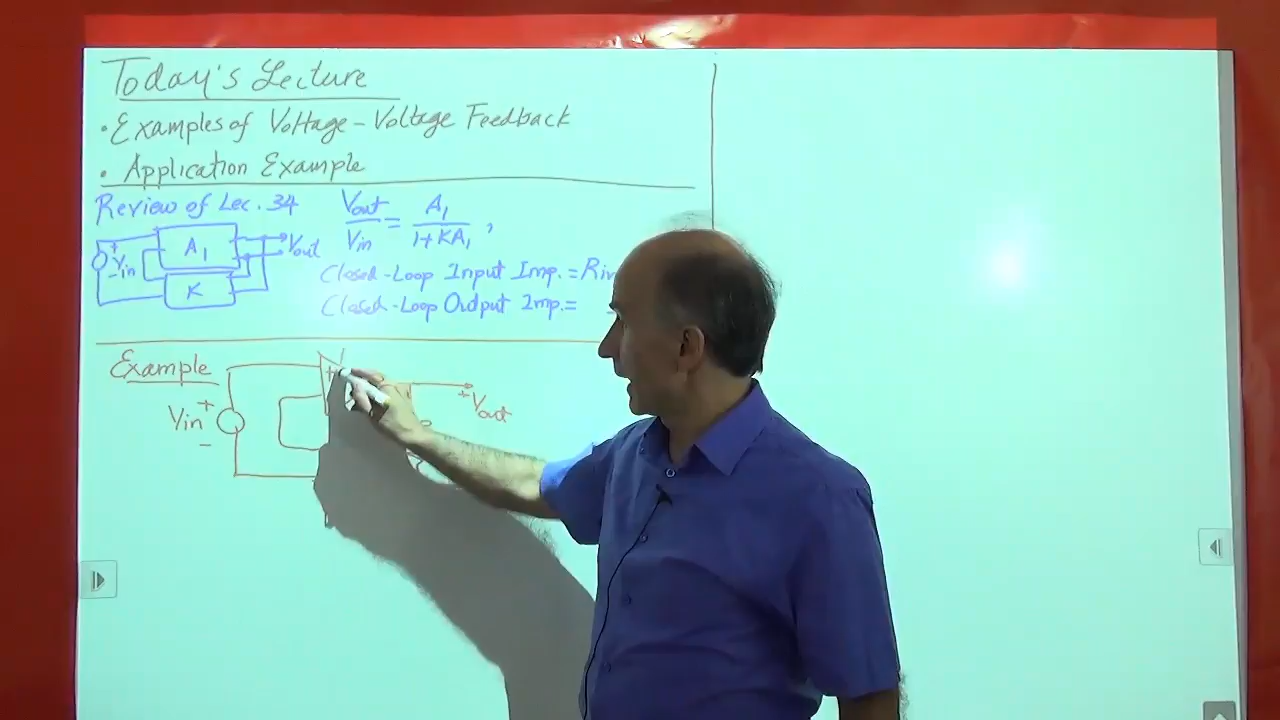 Today's Lecture
• Examples of Voltage-Voltage Feedback
• Application Example
Review of Lec. 34
Vout/Vin = A1/(1+KA1),
+ Vin −
A1
Vout
K
Closed-Loop Input Imp. = Rin
Closed-Loop Output Imp. =
Example
Vin + −
+
+ Vout